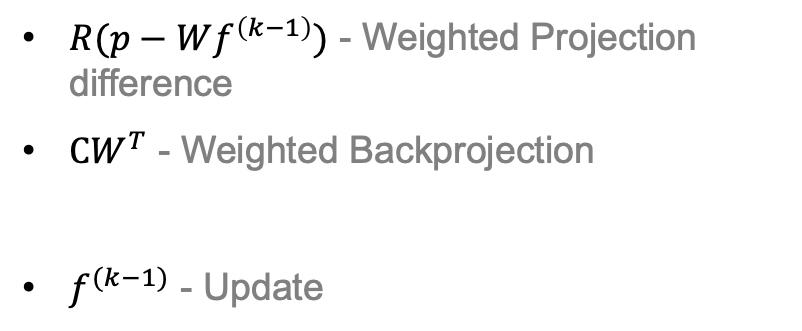 • R(p − Wf^(k−1)) - Weighted Projection
difference
• CW^T - Weighted Backprojection
• f^(k−1) - Update